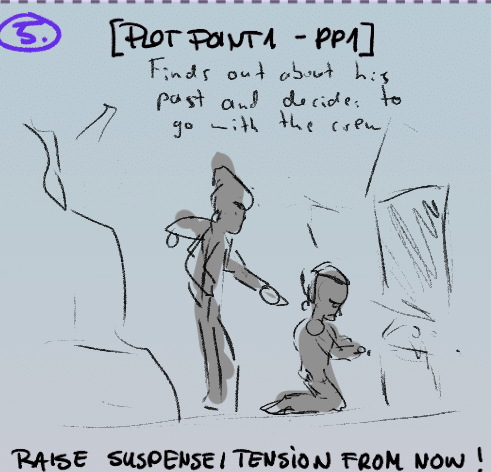 5.
[PLOT POINT 1 - PP1]
Finds out about his
past and decides to
go with the crew
RAISE SUSPENSE/TENSION FROM NOW!